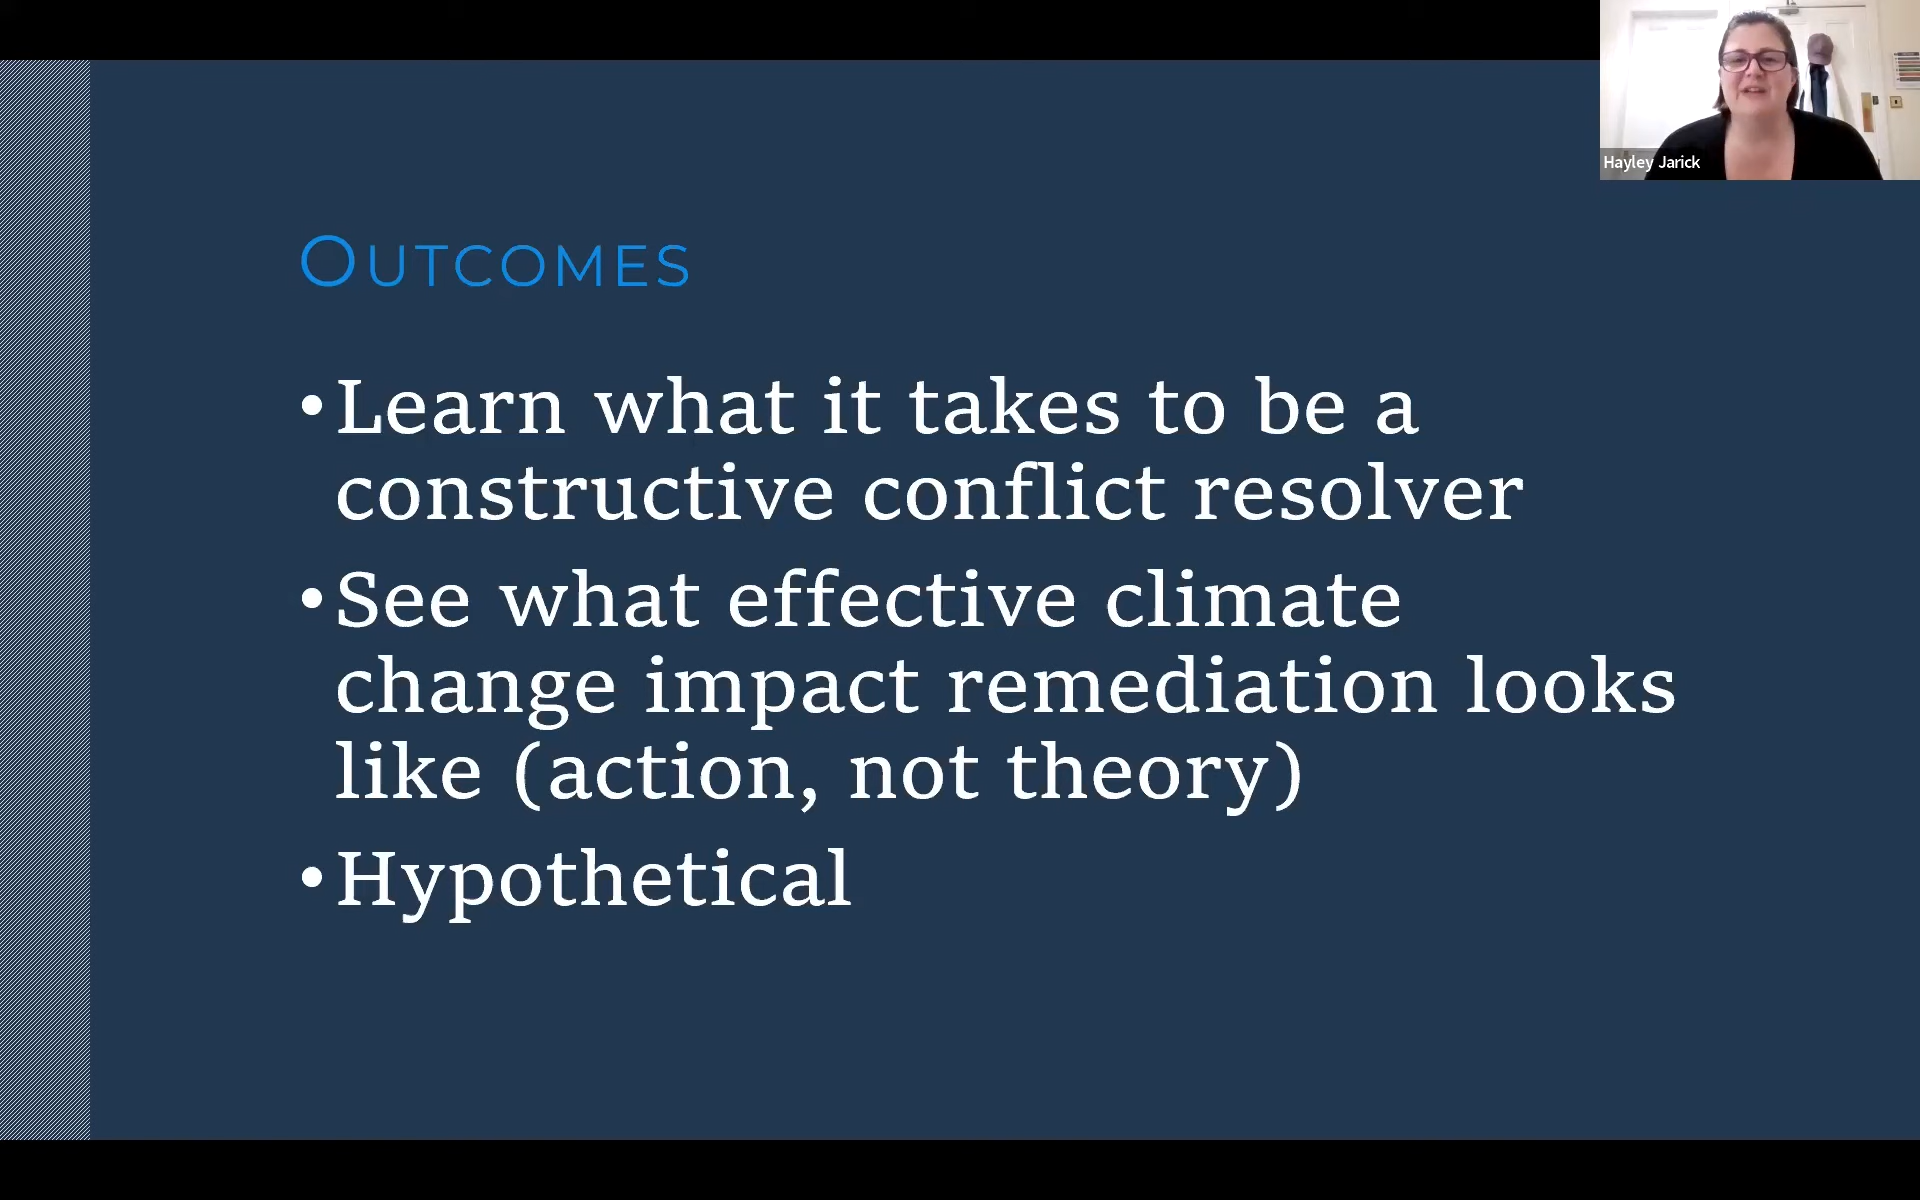 Hayley Jarick
OUTCOMES
•Learn what it takes to be a
constructive conflict resolver
•See what effective climate
change impact remediation looks
like (action, not theory)
•Hypothetical